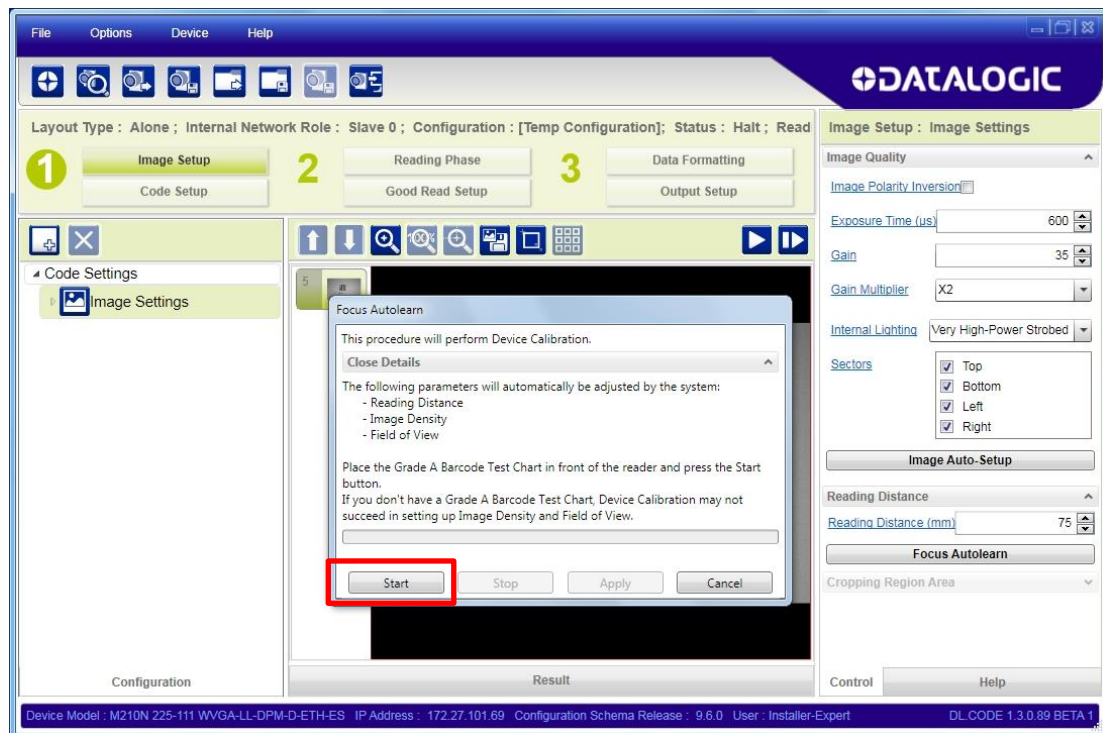 File Options Device Help
DATALOGIC
Layout Type : Alone ; Internal Network Role : Slave 0 ; Configuration : [Temp Configuration]; Status : Halt ; Read
1 Image Setup 2 Reading Phase 3 Data Formatting
Code Setup Good Read Setup Output Setup
Code Settings
Image Settings
100%
5
Focus Autolearn
This procedure will perform Device Calibration.
Close Details
The following parameters will automatically be adjusted by the system:
- Reading Distance
- Image Density
- Field of View
Place the Grade A Barcode Test Chart in front of the reader and press the Start
button.
If you don't have a Grade A Barcode Test Chart, Device Calibration may not
succeed in setting up Image Density and Field of View.
Start Stop Apply Cancel
Configuration
Result
Image Setup : Image Settings
Image Quality
Image Polarity Inversion
Exposure Time (µs) 600
Gain 35
Gain Multiplier X2
Internal Lighting Very High-Power Strobed
Sectors Top
Bottom
Left
Right
Image Auto-Setup
Reading Distance
Reading Distance (mm) 75
Focus Autolearn
Cropping Region Area
Control Help
Device Model : M210N 225-111 WVGA-LL-DPM-D-ETH-ES IP Address : 172.27.101.69 Configuration Schema Release : 9.6.0 User : Installer-Expert DL.CODE 1.3.0.89 BETA 1